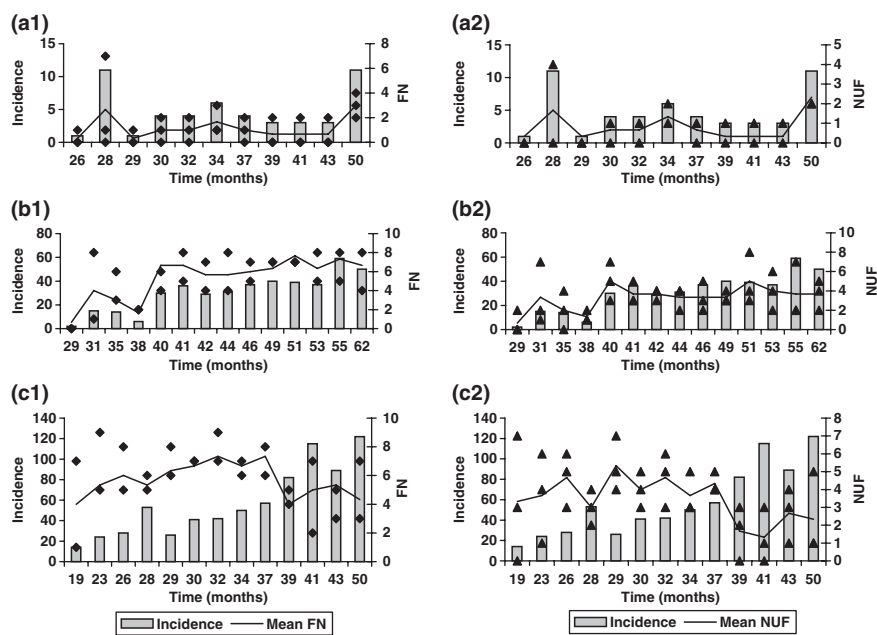 (a1)
15
10
5
0
Incidence
8
6
4
2
0
FN
26 28 29 30 32 34 37 39 41 43 50
Time (months)
(a2)
15
10
5
0
Incidence
5
4
3
2
1
0
NUF
26 28 29 30 32 34 37 39 41 43 50
Time (months)
(b1)
80
60
40
20
0
Incidence
10
8
6
4
2
0
FN
29 31 35 38 40 41 42 44 46 49 51 53 55 62
Time (months)
(b2)
80
60
40
20
0
Incidence
10
8
6
4
2
0
NUF
29 31 35 38 40 41 42 44 46 49 51 53 55 62
Time (months)
(c1)
140
120
100
80
60
40
20
0
Incidence
10
8
6
4
2
0
FN
19 23 26 28 29 30 32 34 37 39 41 43 50
Time (months)
Incidence Mean FN
(c2)
140
120
100
80
60
40
20
0
Incidence
8
7
6
5
4
3
2
1
0
NUF
19 23 26 28 29 30 32 34 37 39 41 43 50
Time (months)
Incidence Mean NUF